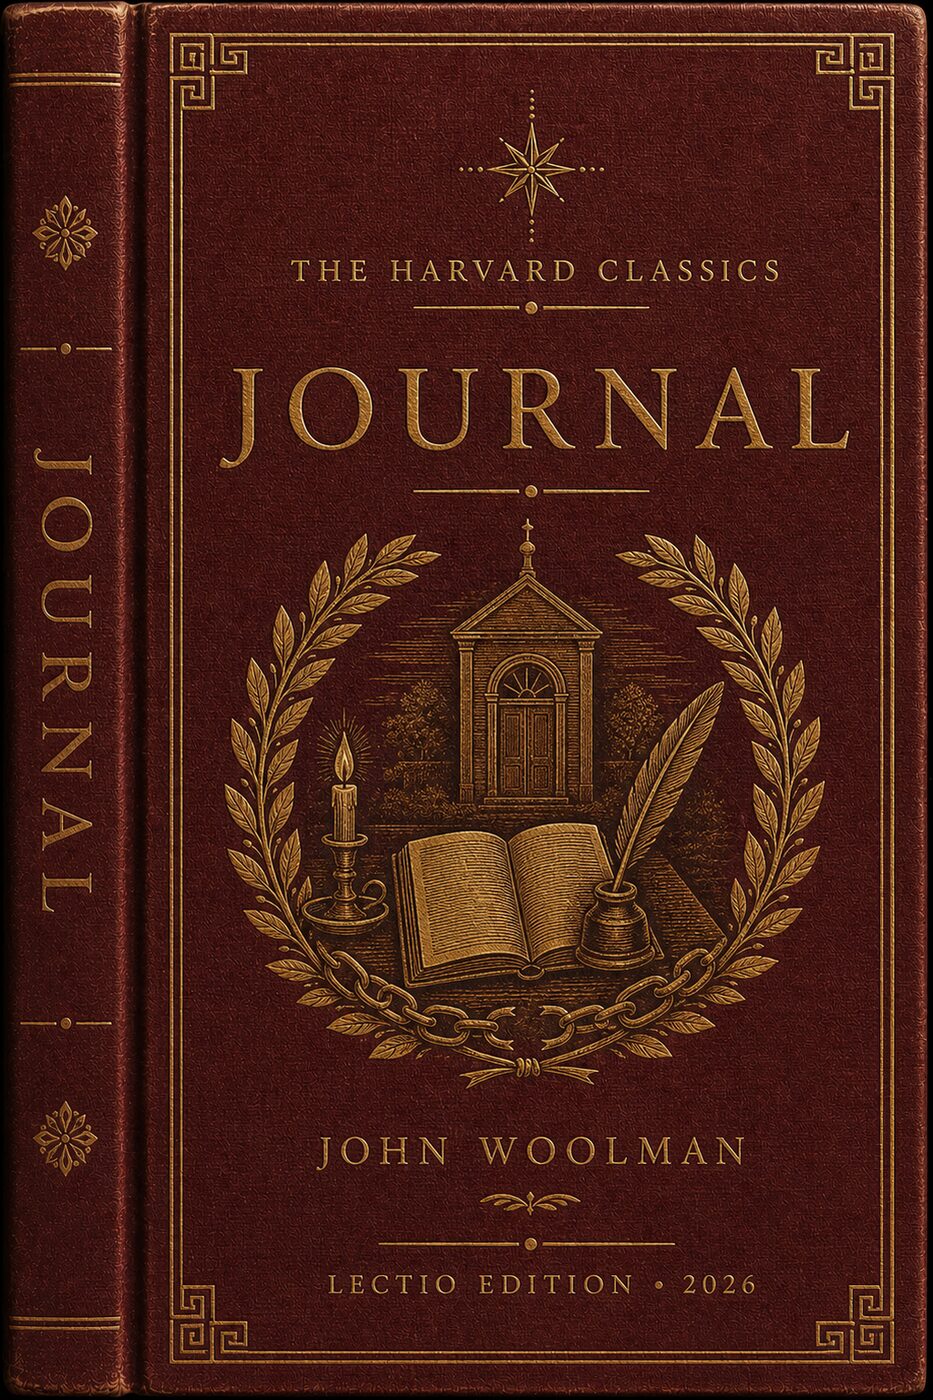 JOURNAL
THE HARVARD CLASSICS
JOURNAL
JOHN WOOLMAN
LECTIO EDITION • 2026